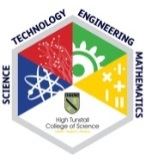 SCIENCE
TECHNOLOGY
ENGINEERING
MATHEMATICS
High Tunstall
College of Science